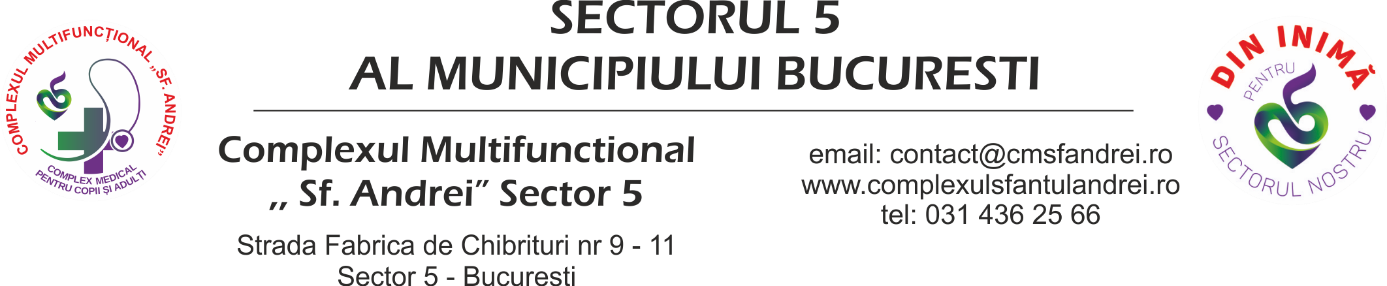 SECTORUL 5
AL MUNICIPIULUI BUCURESTI
COMPLEXUL MULTIFUNCȚIONAL ,,SF. ANDREI"
COMPLEX MEDICAL
PENTRU COPII ȘI ADULȚI
Complexul Multifunctional
,, Sf. Andrei” Sector 5
Strada Fabrica de Chibrituri nr 9 - 11
Sector 5 - Bucuresti
email: contact@cmsfandrei.ro
www.complexulsfantulandrei.ro
tel: 031 436 25 66
DIN INIMĂ
PENTRU
SECTORUL NOSTRU